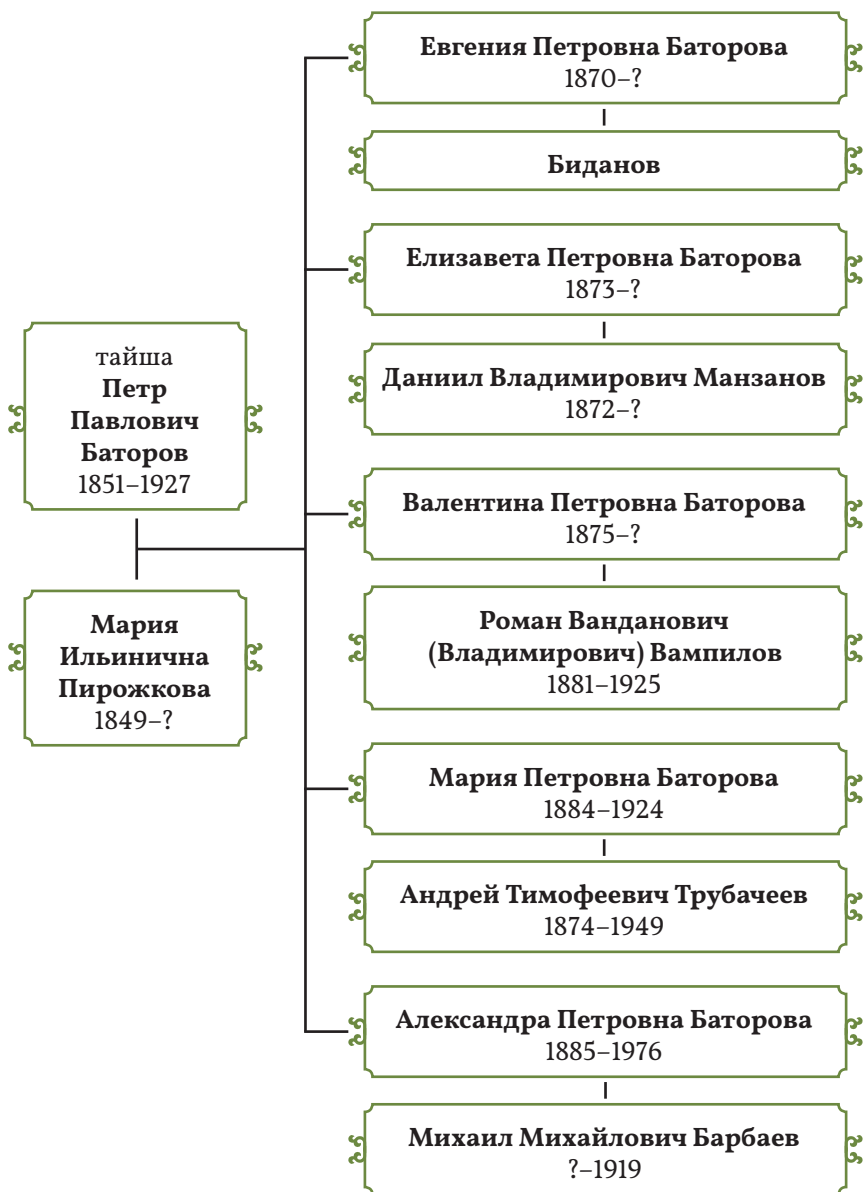 тайша
Петр
Павлович
Баторов
1851–1927
Мария
Ильинична
Пирожкова
1849–?
Евгения Петровна Баторова
1870–?
Биданов
Елизавета Петровна Баторова
1873–?
Даниил Владимирович Манзанов
1872–?
Валентина Петровна Баторова
1875–?
Роман Ванданович
(Владимирович) Вампилов
1881–1925
Мария Петровна Баторова
1884–1924
Андрей Тимофеевич Трубачеев
1874–1949
Александра Петровна Баторова
1885–1976
Михаил Михайлович Барбаев
?–1919